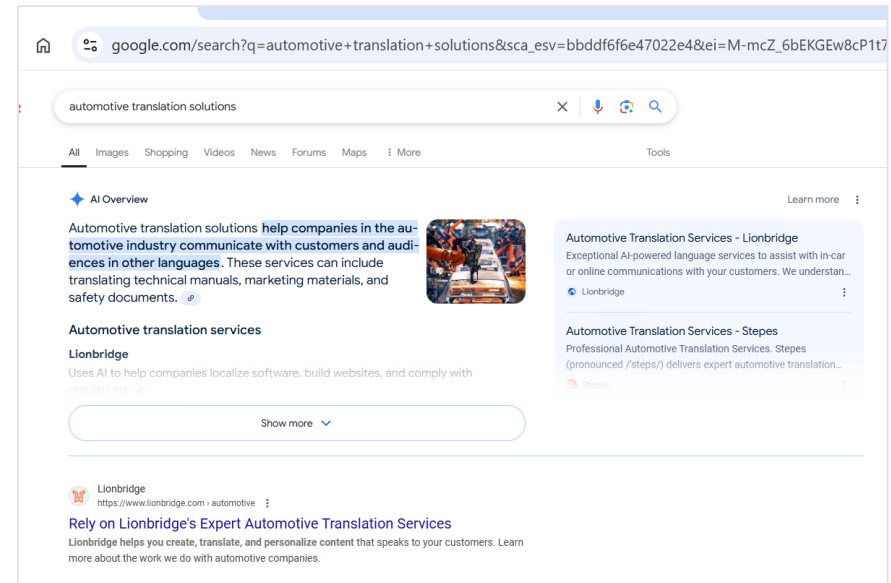 google.com/search?q=automotive+translation+solutions&sca_esv=bbddf6f6e47022e4&ei=M-mcZ_6bEKGEw8cP1t7
automotive translation solutions
All Images Shopping Videos News Forums Maps More Tools
AI Overview
Learn more
Automotive translation solutions help companies in the au-
tomotive industry communicate with customers and audi-
ences in other languages. These services can include
translating technical manuals, marketing materials, and
safety documents.
Automotive translation services
Lionbridge
Uses AI to help companies localize software, build websites, and comply with
regulations.
Show more
Automotive Translation Services - Lionbridge
Exceptional AI-powered language services to assist with in-car
or online communications with your customers. We understan...
Lionbridge
Automotive Translation Services - Stepes
Professional Automotive Translation Services. Stepes
(pronounced /'steps/) delivers expert automotive translation...
Stepes
Lionbridge
https://www.lionbridge.com › automotive
Rely on Lionbridge's Expert Automotive Translation Services
Lionbridge helps you create, translate, and personalize content that speaks to your customers. Learn
more about the work we do with automotive companies.